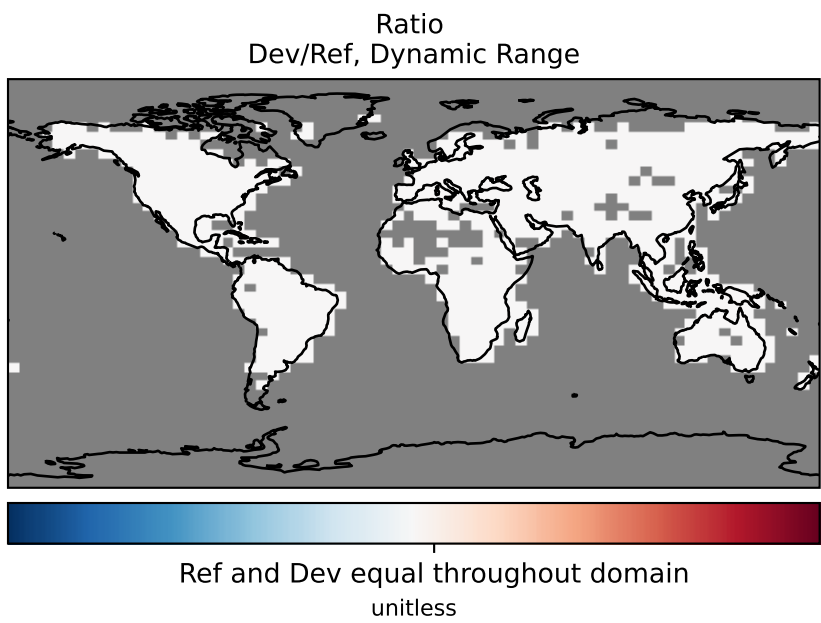 Ratio
Dev/Ref, Dynamic Range
Ref and Dev equal throughout domain
unitless